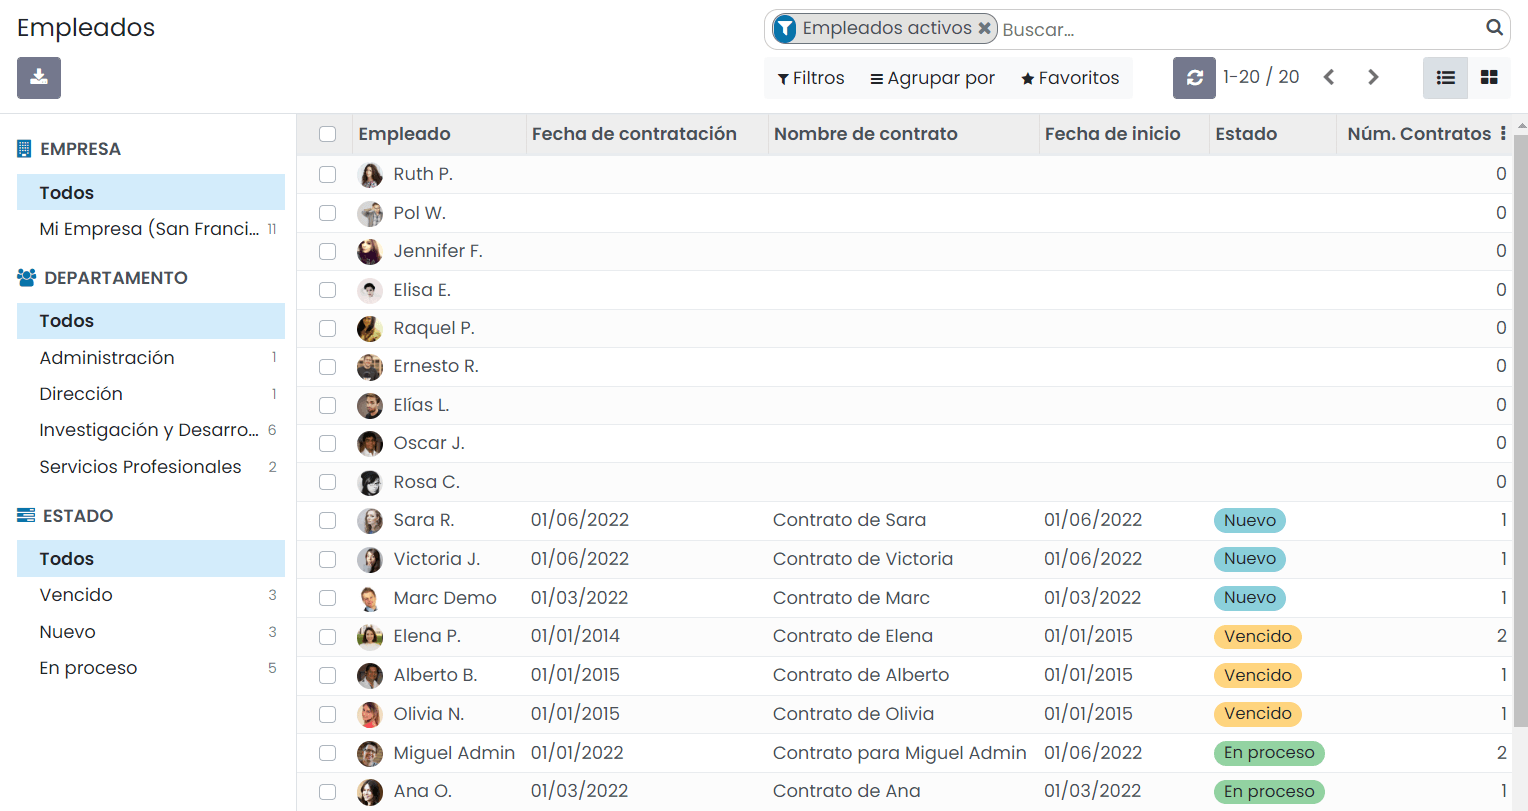 Empleados
Empleados activos Buscar...
Filtros Agrupar por Favoritos 1-20 / 20
EMPRESA
Todos
Mi Empresa (San Franci... 11
DEPARTAMENTO
Todos
Administración 1
Dirección 1
Investigación y Desarro... 6
Servicios Profesionales 2
ESTADO
Todos
Vencido 3
Nuevo 3
En proceso 5
Empleado Fecha de contratación Nombre de contrato Fecha de inicio Estado Núm. Contratos
Ruth P. 0
Pol W. 0
Jennifer F. 0
Elisa E. 0
Raquel P. 0
Ernesto R. 0
Elías L. 0
Oscar J. 0
Rosa C. 0
Sara R. 01/06/2022 Contrato de Sara 01/06/2022 Nuevo 1
Victoria J. 01/06/2022 Contrato de Victoria 01/06/2022 Nuevo 1
Marc Demo 01/03/2022 Contrato de Marc 01/03/2022 Nuevo 1
Elena P. 01/01/2014 Contrato de Elena 01/01/2015 Vencido 2
Alberto B. 01/01/2015 Contrato de Alberto 01/01/2015 Vencido 1
Olivia N. 01/01/2015 Contrato de Olivia 01/01/2015 Vencido 1
Miguel Admin 01/01/2022 Contrato para Miguel Admin 01/06/2022 En proceso 2
Ana O. 01/03/2022 Contrato de Ana 01/03/2022 En proceso 1